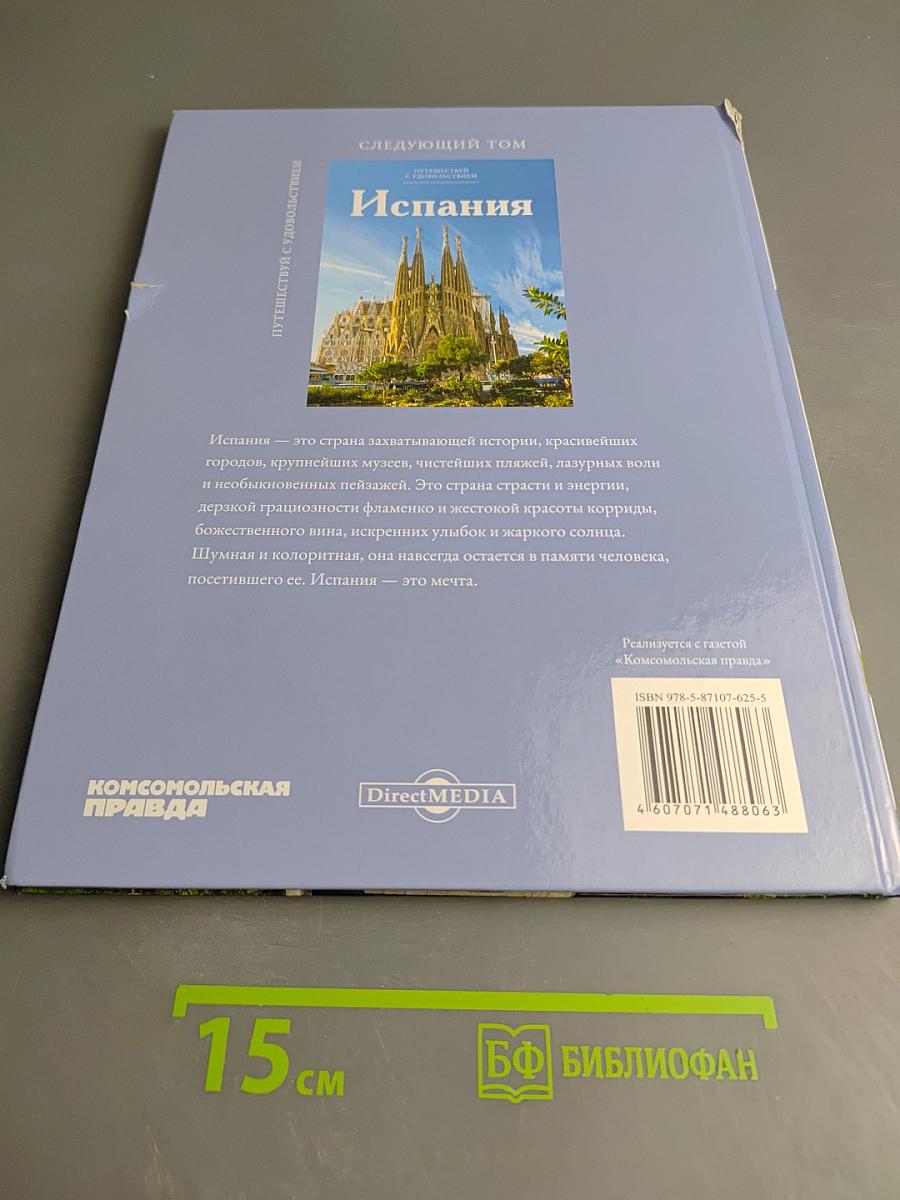 СЛЕДУЮЩИЙ ТОМ
ПУТЕШЕСТВУЙ С УДОВОЛЬСТВИЕМ
ПУТЕШЕСТВУЙ
С УДОВОЛЬСТВИЕМ
Испания
Испания — это страна захватывающей истории, красивейших
городов, крупнейших музеев, чистейших пляжей, лазурных волн
и необыкновенных пейзажей. Это страна страсти и энергии,
дерзкой грациозности фламенко и жестокой красоты корриды,
божественного вина, искренних улыбок и жаркого солнца.
Шумная и колоритная, она навсегда остается в памяти человека,
посетившего ее. Испания — это мечта.
Реализуется с газетой
«Комсомольская правда»
ISBN 978-5-87107-625-5
4 607071 488063
КОМСОМОЛЬСКАЯ
ПРАВДА
DirectMEDIA
15 см
БФ БИБЛИОФАН